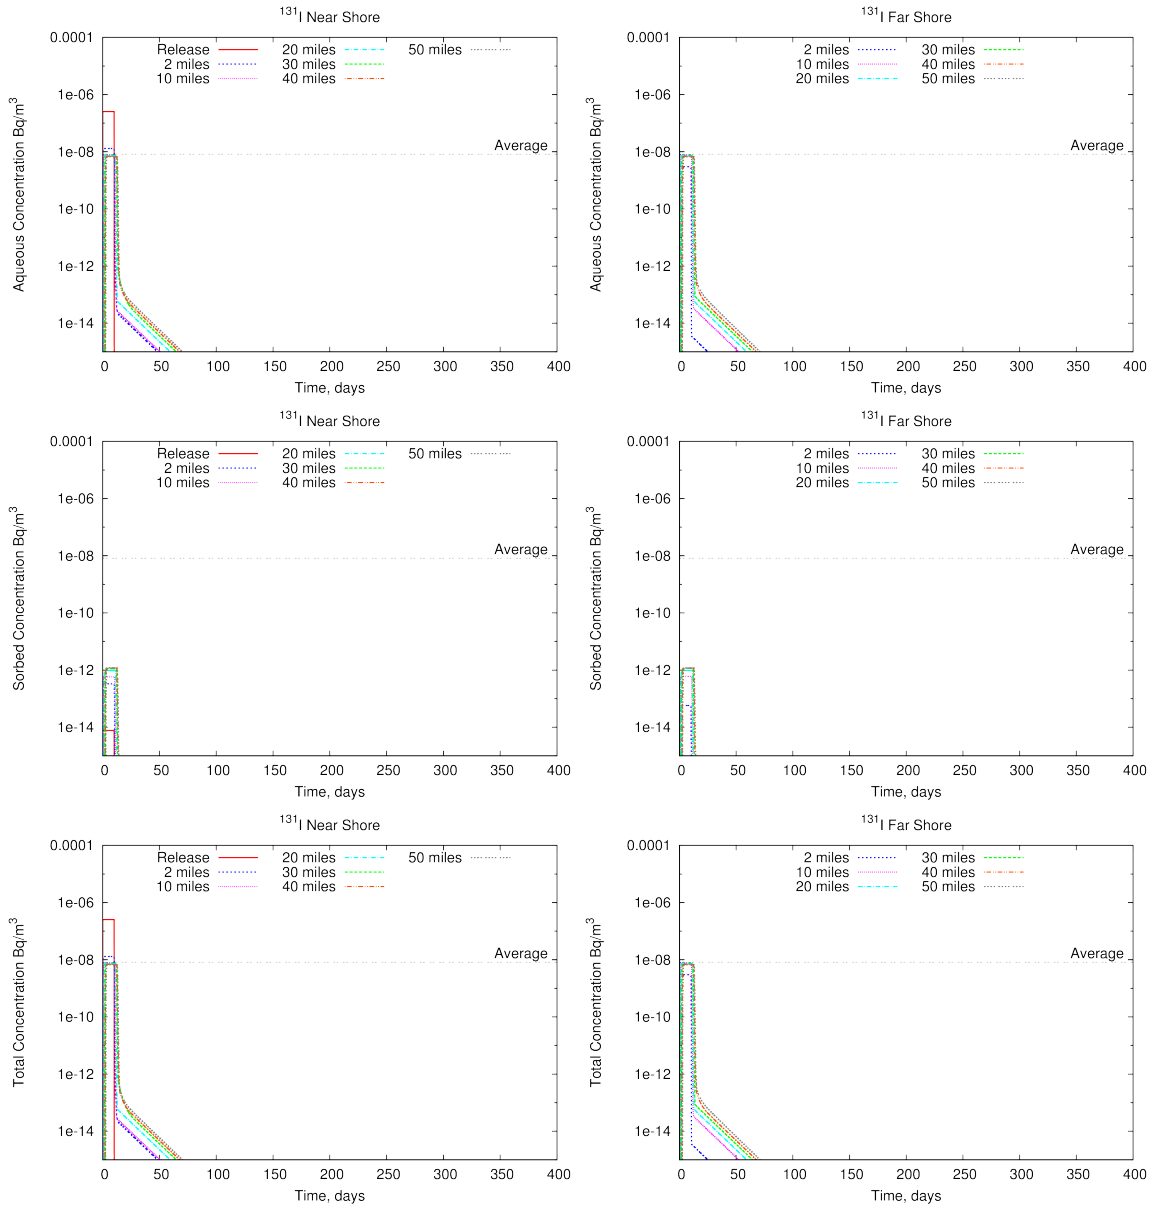 131I Near Shore
0.0001
1e-06
1e-08
1e-10
1e-12
1e-14
Aqueous Concentration Bq/m3
Release 20 miles 50 miles
2 miles 30 miles
10 miles 40 miles
Average
0 50 100 150 200 250 300 350 400
Time, days
131I Far Shore
0.0001
1e-06
1e-08
1e-10
1e-12
1e-14
Aqueous Concentration Bq/m3
2 miles 30 miles
10 miles 40 miles
20 miles 50 miles
Average
0 50 100 150 200 250 300 350 400
Time, days
131I Near Shore
0.0001
1e-06
1e-08
1e-10
1e-12
1e-14
Sorbed Concentration Bq/m3
Release 20 miles 50 miles
2 miles 30 miles
10 miles 40 miles
Average
0 50 100 150 200 250 300 350 400
Time, days
131I Far Shore
0.0001
1e-06
1e-08
1e-10
1e-12
1e-14
Sorbed Concentration Bq/m3
2 miles 30 miles
10 miles 40 miles
20 miles 50 miles
Average
0 50 100 150 200 250 300 350 400
Time, days
131I Near Shore
0.0001
1e-06
1e-08
1e-10
1e-12
1e-14
Total Concentration Bq/m3
Release 20 miles 50 miles
2 miles 30 miles
10 miles 40 miles
Average
0 50 100 150 200 250 300 350 400
Time, days
131I Far Shore
0.0001
1e-06
1e-08
1e-10
1e-12
1e-14
Total Concentration Bq/m3
2 miles 30 miles
10 miles 40 miles
20 miles 50 miles
Average
0 50 100 150 200 250 300 350 400
Time, days